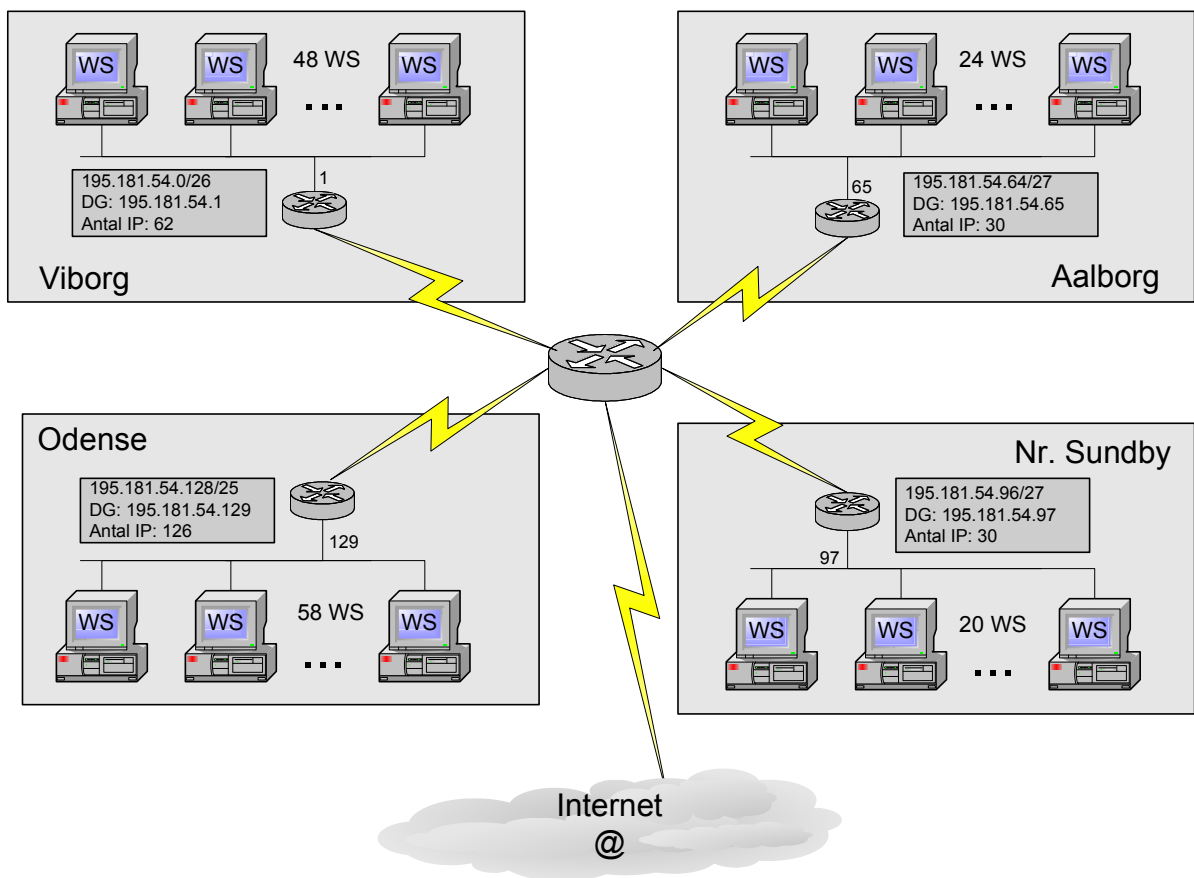 WS WS 48 WS WS
...
1
195.181.54.0/26
DG: 195.181.54.1
Antal IP: 62
Viborg
WS WS 24 WS WS
...
65
195.181.54.64/27
DG: 195.181.54.65
Antal IP: 30
Aalborg
Odense
195.181.54.128/25
DG: 195.181.54.129
Antal IP: 126
129
WS WS 58 WS WS
...
Nr. Sundby
195.181.54.96/27
DG: 195.181.54.97
Antal IP: 30
97
WS WS 20 WS WS
...
Internet
@